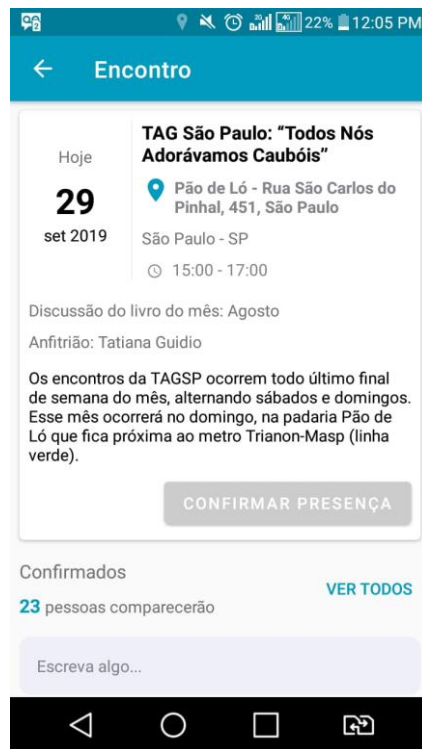 22% 12:05 PM
Encontro
Hoje
29
set 2019
TAG São Paulo: “Todos Nós
Adorávamos Caubóis”
Pão de Ló - Rua São Carlos do
Pinhal, 451, São Paulo
São Paulo - SP
15:00 - 17:00
Discussão do livro do mês: Agosto
Anfitrião: Tatiana Guidio
Os encontros da TAGSP ocorrem todo último final
de semana do mês, alternando sábados e domingos.
Esse mês ocorrerá no domingo, na padaria Pão de
Ló que fica próxima ao metro Trianon-Masp (linha
verde).
CONFIRMAR PRESENÇA
Confirmados
VER TODOS
23 pessoas comparecerão
Escreva algo...